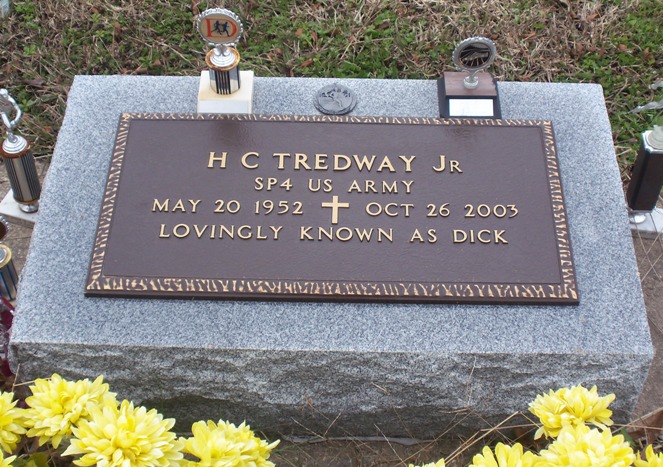 H C TREDWAY JR
SP4 US ARMY
MAY 20 1952 OCT 26 2003
LOVINGLY KNOWN AS DICK